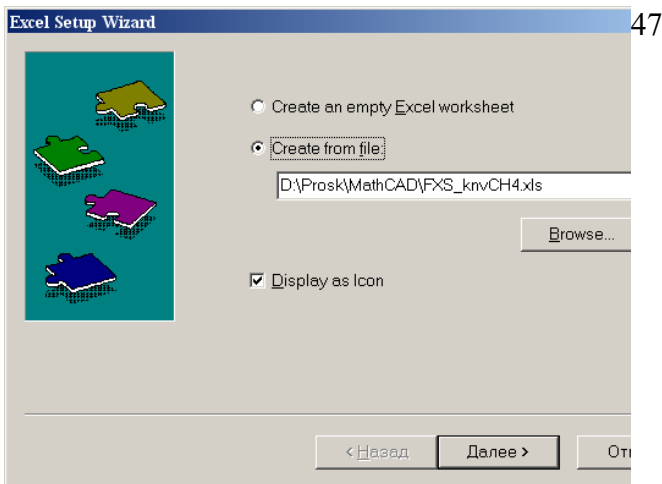 Excel Setup Wizard
47
Create an empty Excel worksheet
Create from file:
D:\Prosk\MathCAD\FXS_knvCH4.xls
Browse...
Display as Icon
< Назад
Далее >